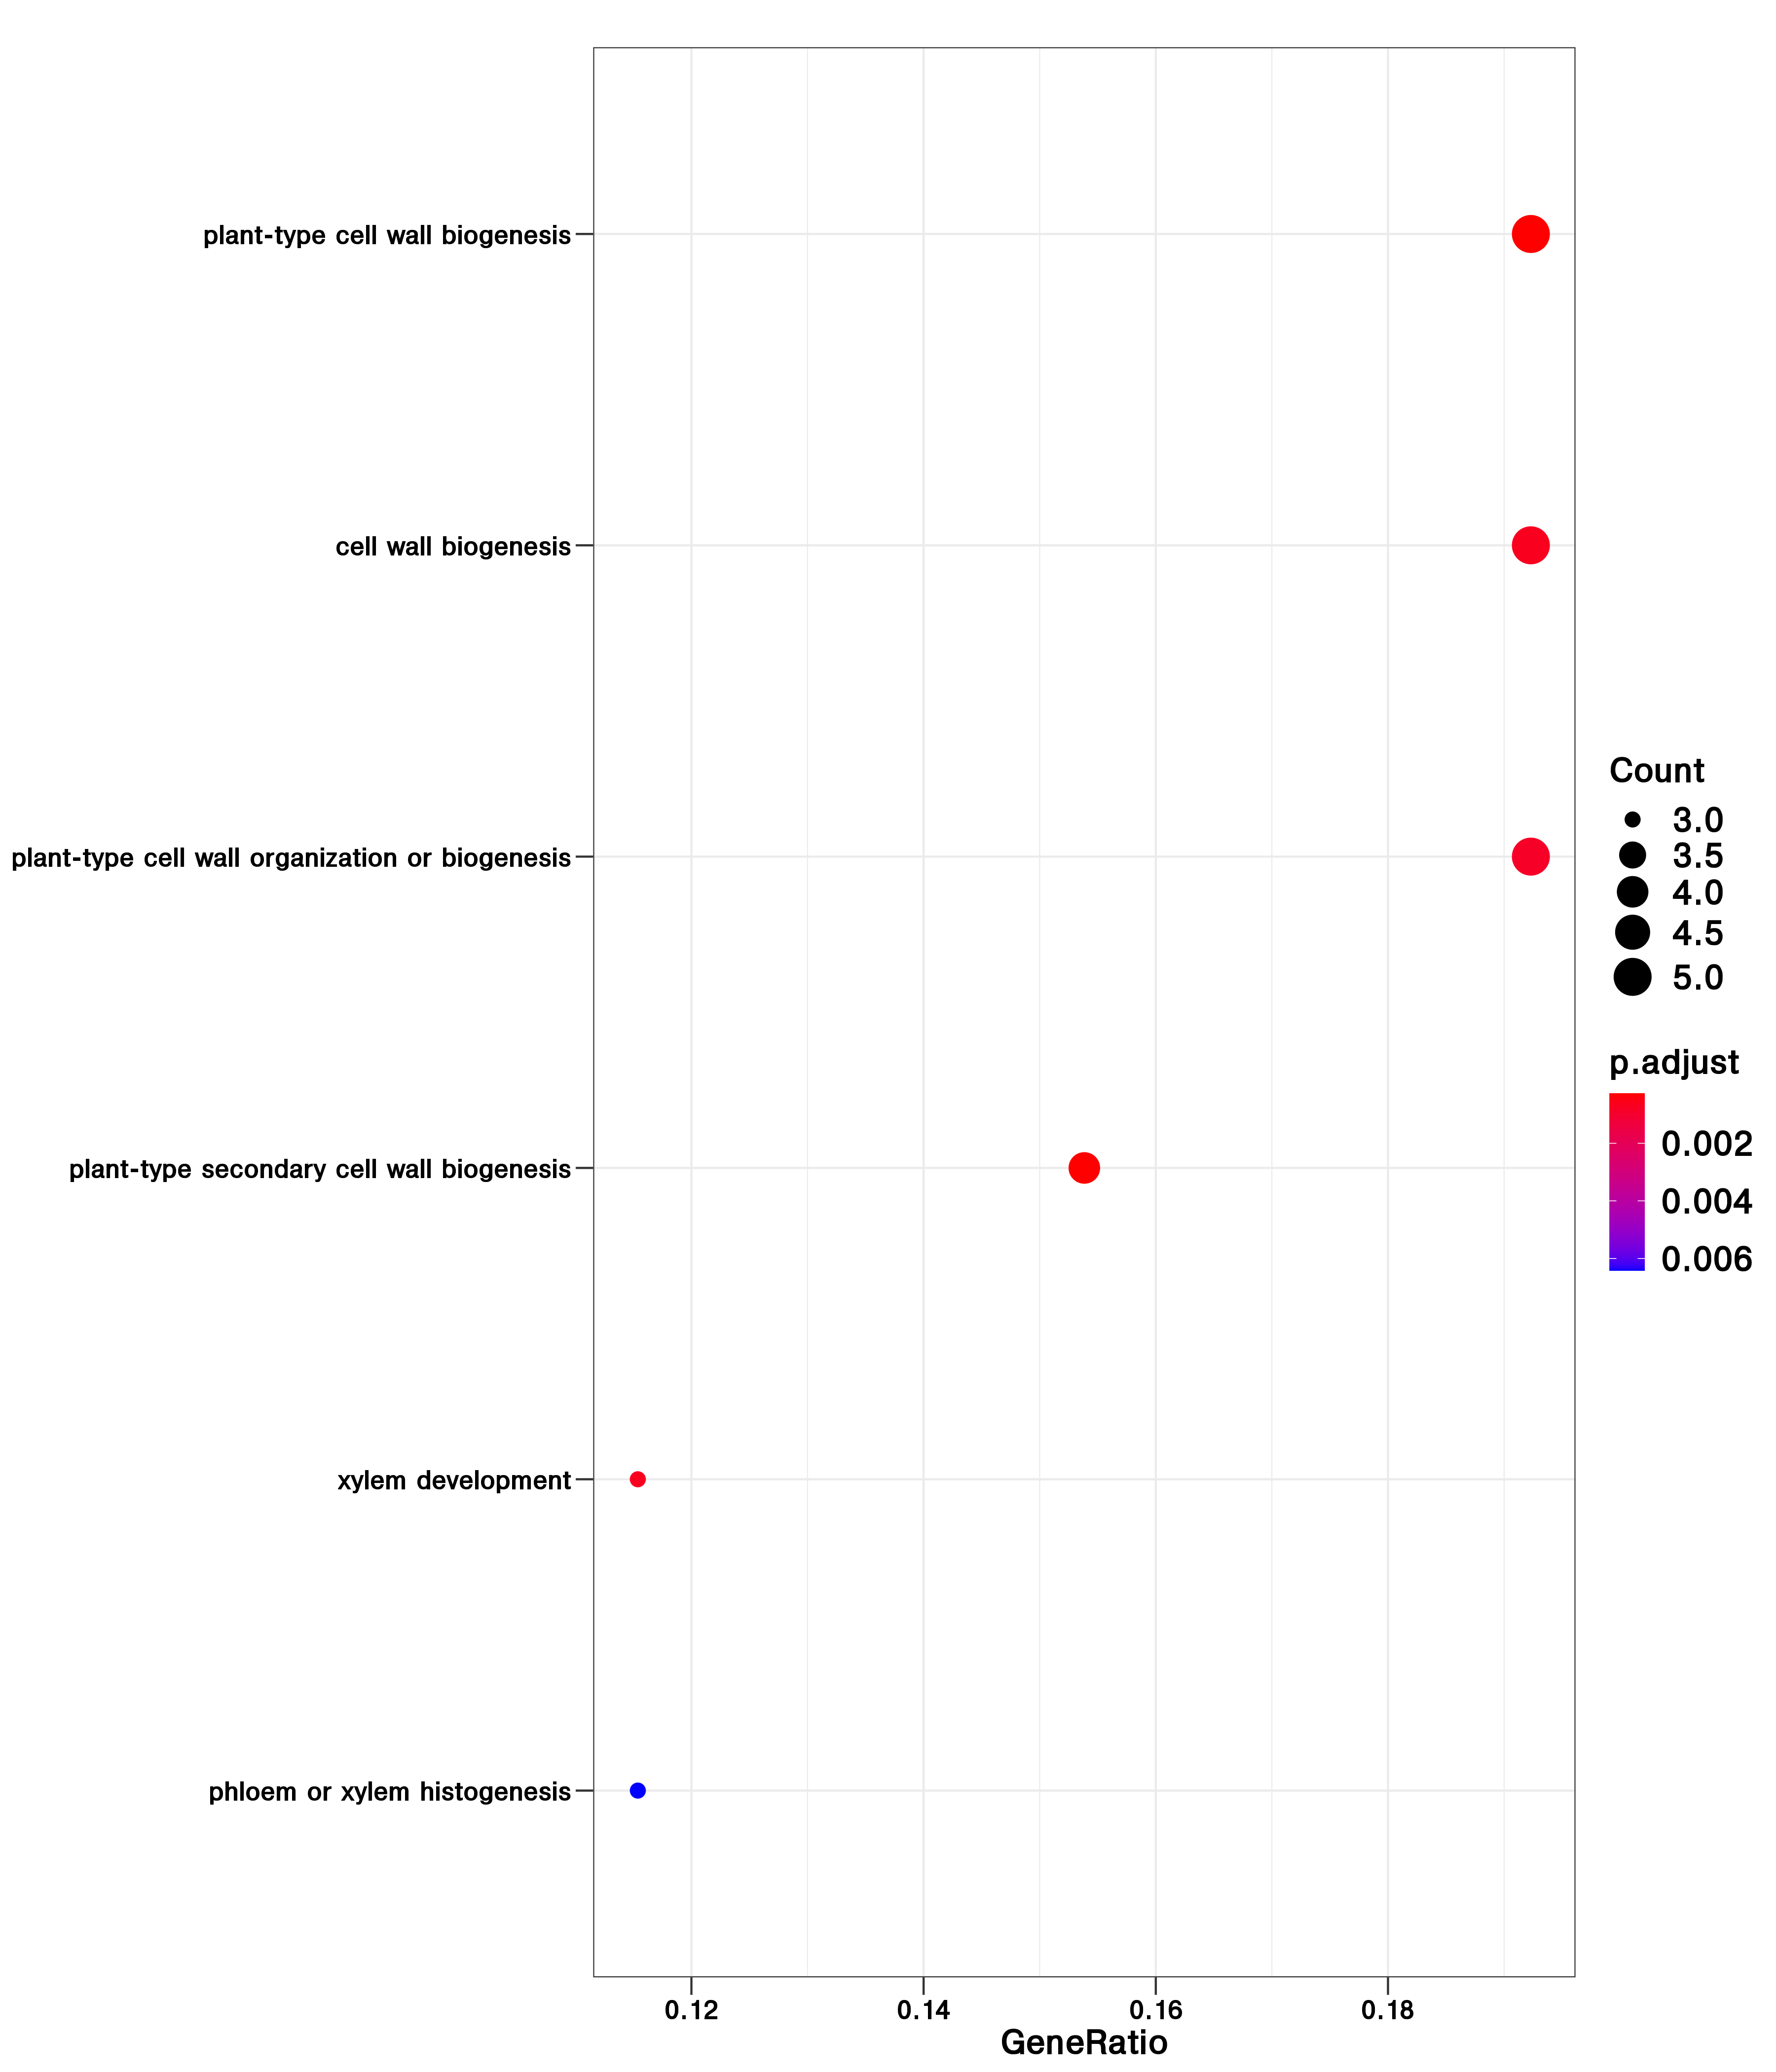 plant-type cell wall biogenesis
cell wall biogenesis
plant-type cell wall organization or biogenesis
plant-type secondary cell wall biogenesis
xylem development
phloem or xylem histogenesis
0.12
0.14
0.16
0.18
GeneRatio
Count
3.0
3.5
4.0
4.5
5.0
p.adjust
0.002
0.004
0.006